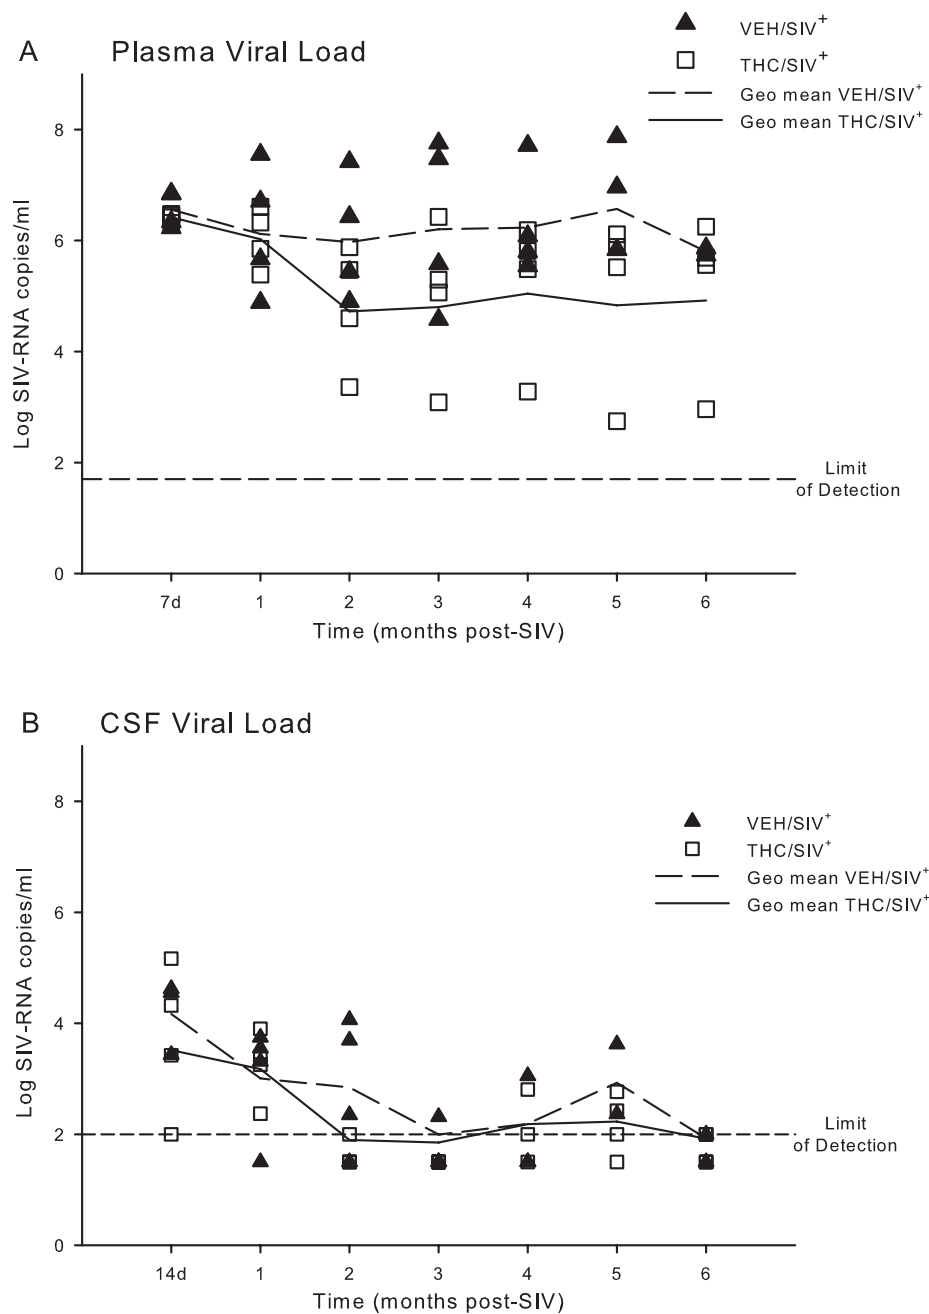 A Plasma Viral Load
VEH/SIV+
THC/SIV+
Geo mean VEH/SIV+
Geo mean THC/SIV+
Log SIV-RNA copies/ml
8
6
4
2
0
Limit
of Detection
7d 1 2 3 4 5 6
Time (months post-SIV)
B CSF Viral Load
VEH/SIV+
THC/SIV+
Geo mean VEH/SIV+
Geo mean THC/SIV+
Log SIV-RNA copies/ml
8
6
4
2
0
Limit
of Detection
14d 1 2 3 4 5 6
Time (months post-SIV)